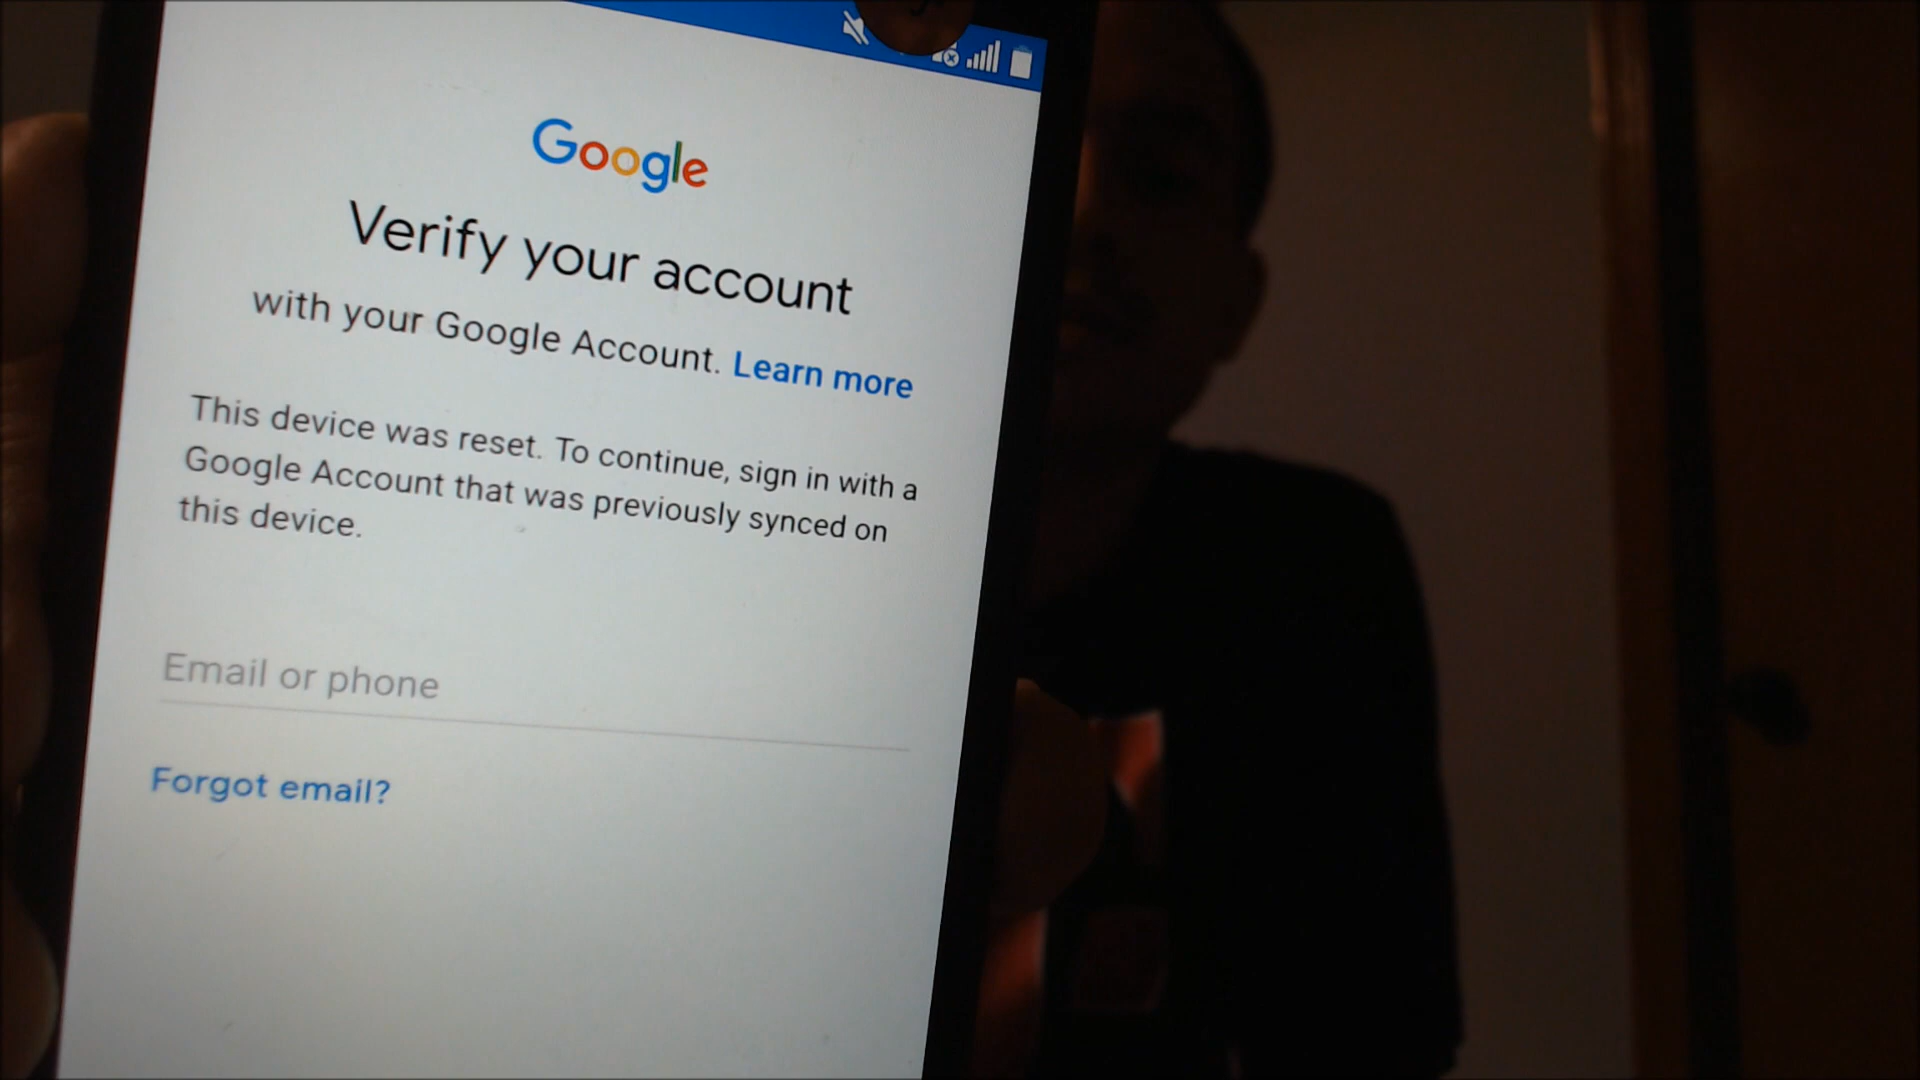 Google
Verify your account
with your Google Account. Learn more
This device was reset. To continue, sign in with a
Google Account that was previously synced on
this device.
Email or phone
Forgot email?